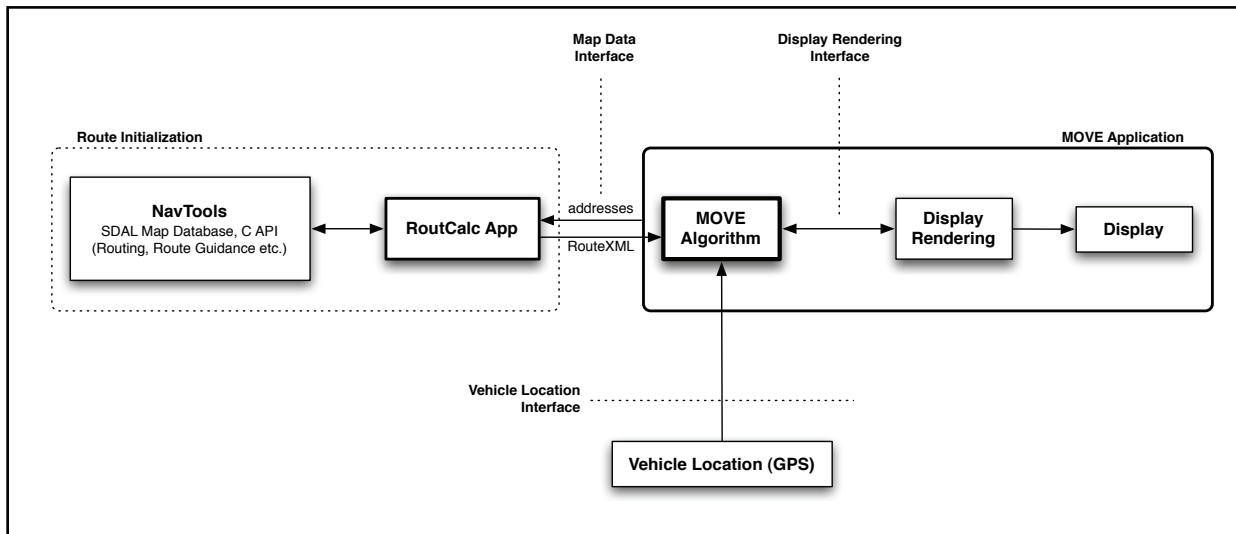 Map Data
Interface
Display Rendering
Interface
Route Initialization
MOVE Application
NavTools
SDAL Map Database, C API
(Routing, Route Guidance etc.)
RoutCalc App
addresses
RouteXML
MOVE
Algorithm
Display
Rendering
Display
Vehicle Location
Interface
Vehicle Location (GPS)